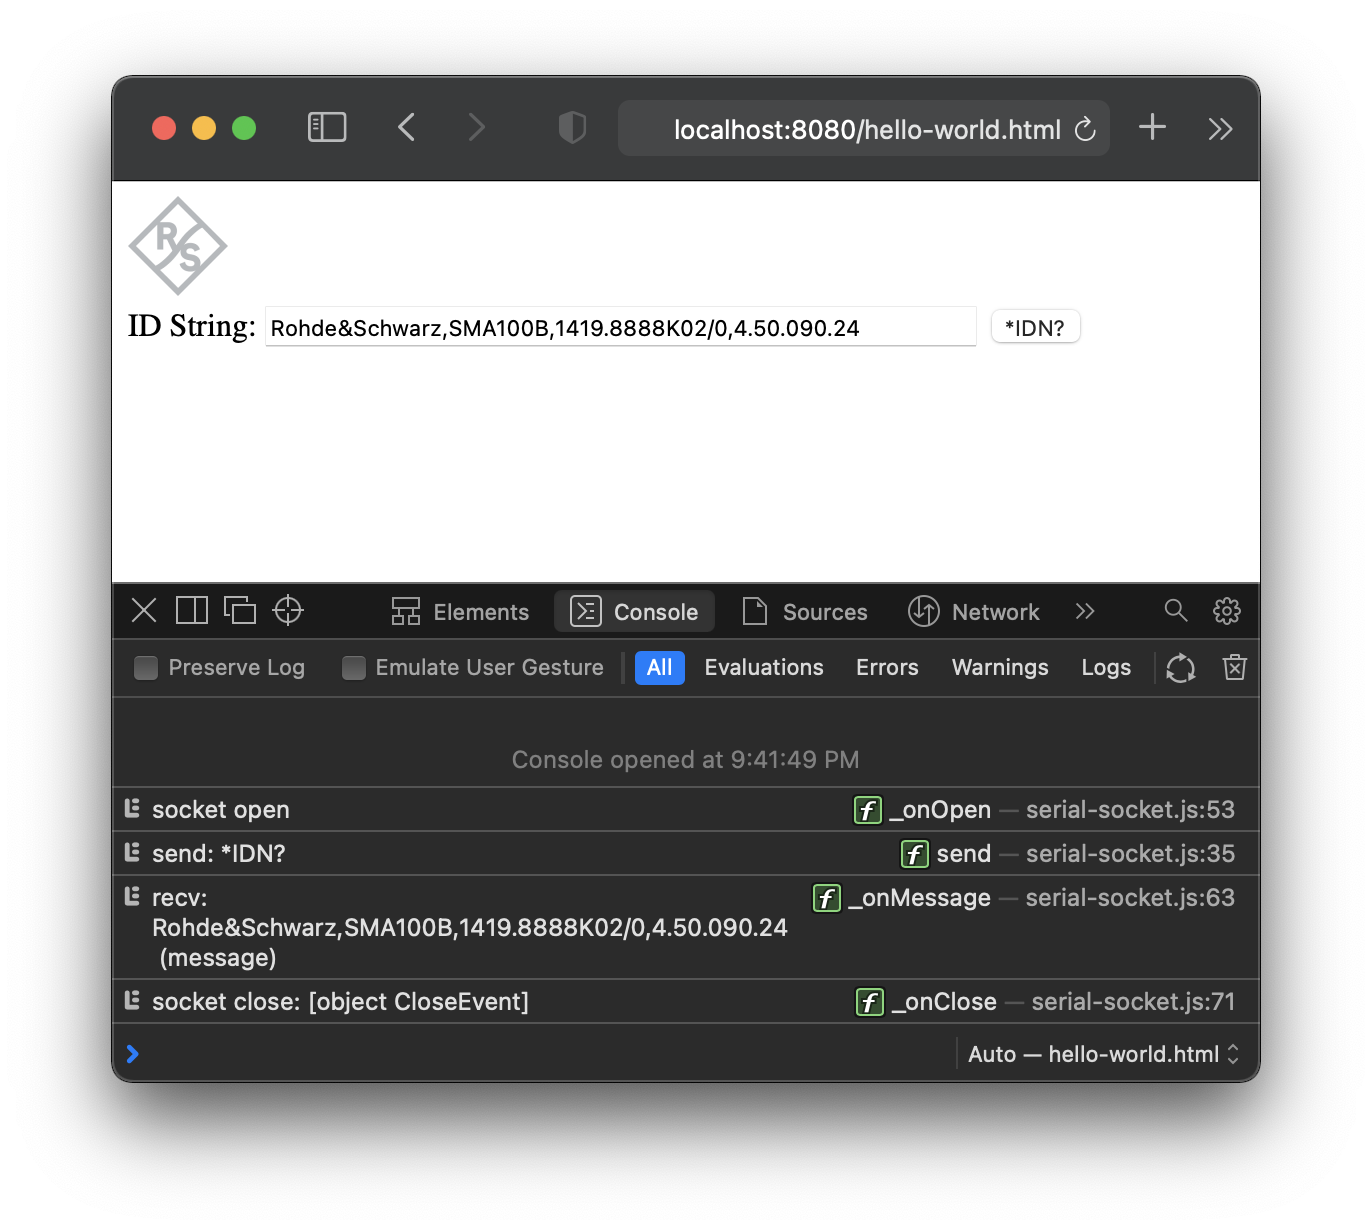 localhost:8080/hello-world.html
R
S
ID String: Rohde&Schwarz,SMA100B,1419.8888K02/0,4.50.090.24 *IDN?
Elements Console Sources Network
Preserve Log Emulate User Gesture All Evaluations Errors Warnings Logs
Console opened at 9:41:49 PM
socket open f _onOpen — serial-socket.js:53
send: *IDN? f send — serial-socket.js:35
recv: f _onMessage — serial-socket.js:63
Rohde&Schwarz,SMA100B,1419.8888K02/0,4.50.090.24
(message)
socket close: [object CloseEvent] f _onClose — serial-socket.js:71
Auto — hello-world.html